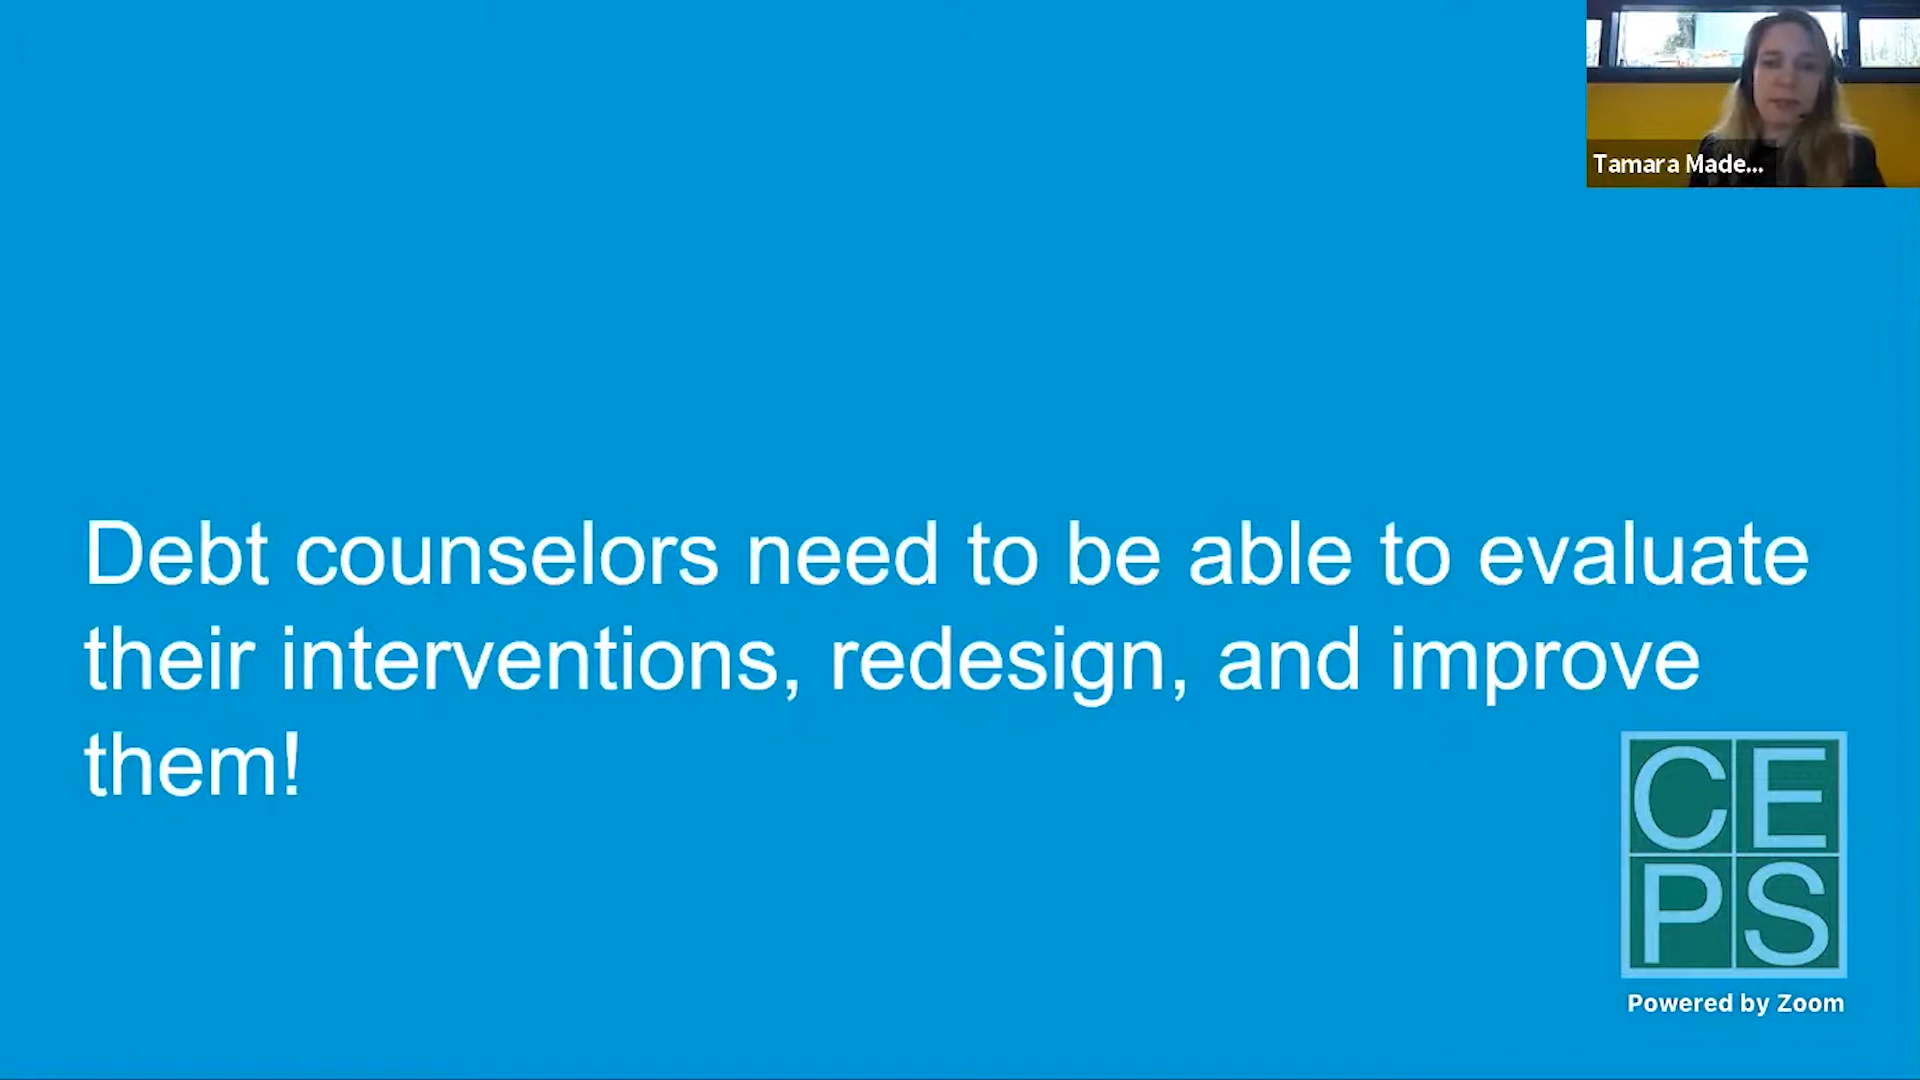 Tamara Made...
Debt counselors need to be able to evaluate
their interventions, redesign, and improve
them!
CE
PS
Powered by Zoom